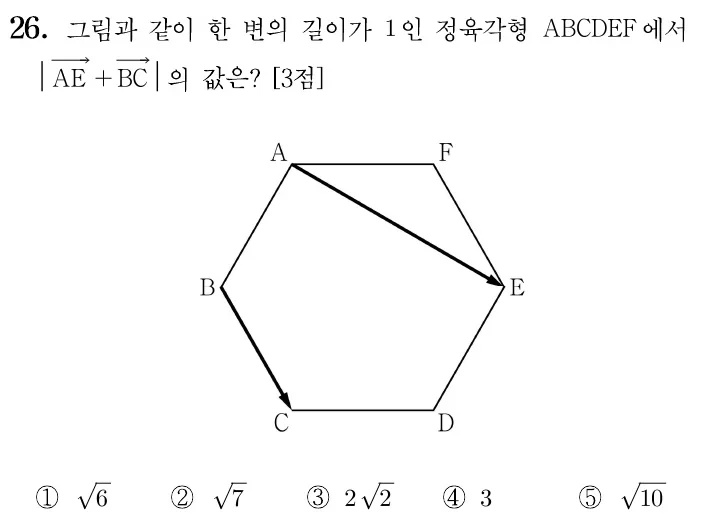 26. 그림과 같이 한 변의 길이가 1인 정육각형 ABCDEF에서
|\overrightarrow{AE}+\overrightarrow{BC}|의 값은? [3점]
A F
B E
C D
① √6 ② √7 ③ 2√2 ④ 3 ⑤ √10